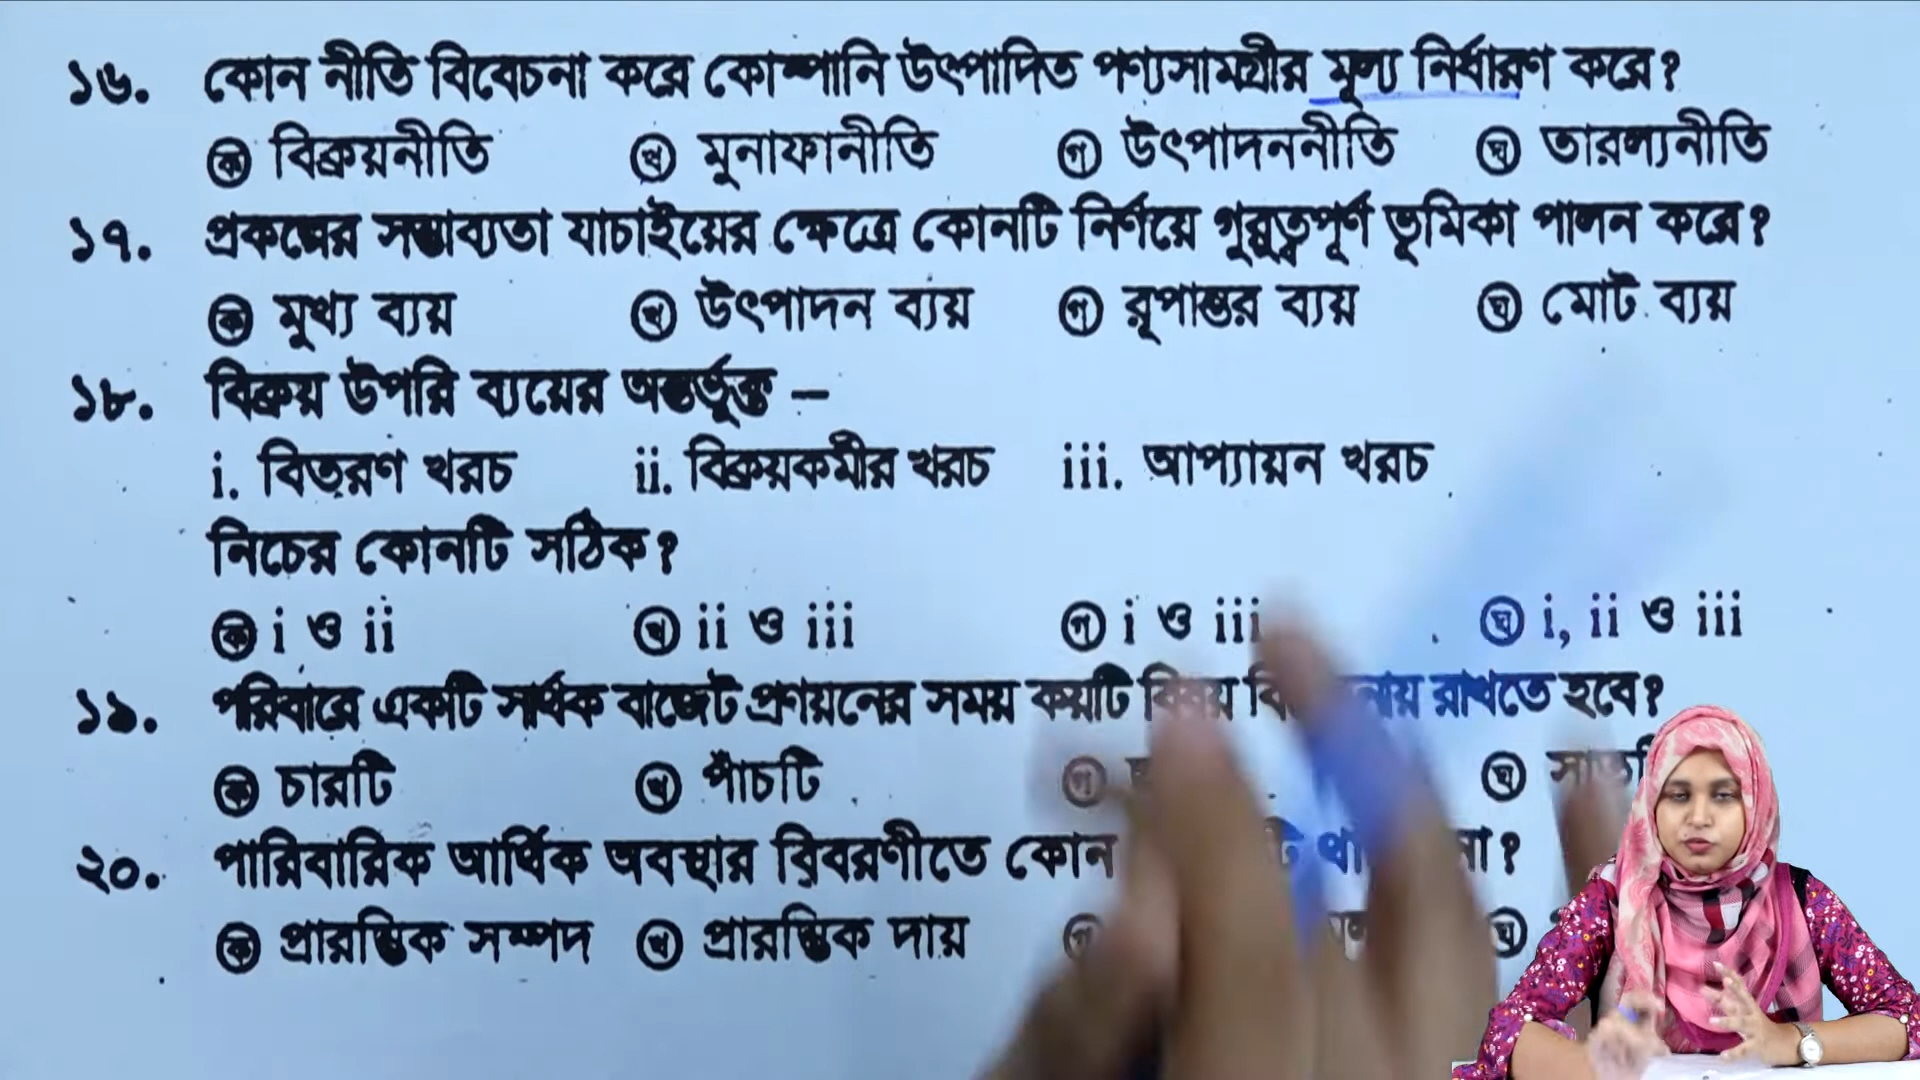 ১৬. কোন নীতি বিবেচনা করে কোম্পানি উৎপাদিত পণ্যসামগ্রীর মূল্য নির্ধারণ করে?
ক বিক্রয়নীতি খ মুনাফানীতি গ উৎপাদননীতি ঘ তারল্যনীতি
১৭. প্রকল্পের সম্ভাব্যতা যাচাইয়ের ক্ষেত্রে কোনটি নির্ণয়ে গুরুত্বপূর্ণ ভূমিকা পালন করে?
ক মুখ্য ব্যয় খ উৎপাদন ব্যয় গ রূপান্তর ব্যয় ঘ মোট ব্যয়
১৮. বিক্রয় উপরি ব্যয়ের অন্তর্ভুক্ত –
i. বিতরণ খরচ ii. বিক্রয়কর্মীর খরচ iii. আপ্যায়ন খরচ
নিচের কোনটি সঠিক?
ক i ও ii খ ii ও iii গ i ও iii ঘ i, ii ও iii
১৯. পরিবারে একটি সার্থক বাজেট প্রণয়নের সময় কয়টি বিষয় রাখতে হবে?
ক চারটি খ পাঁচটি গ ঘ
২০. পারিবারিক আর্থিক অবস্থার বিবরণীতে কোন
ক প্রারম্ভিক সম্পদ খ প্রারম্ভিক দায় গ ঘ